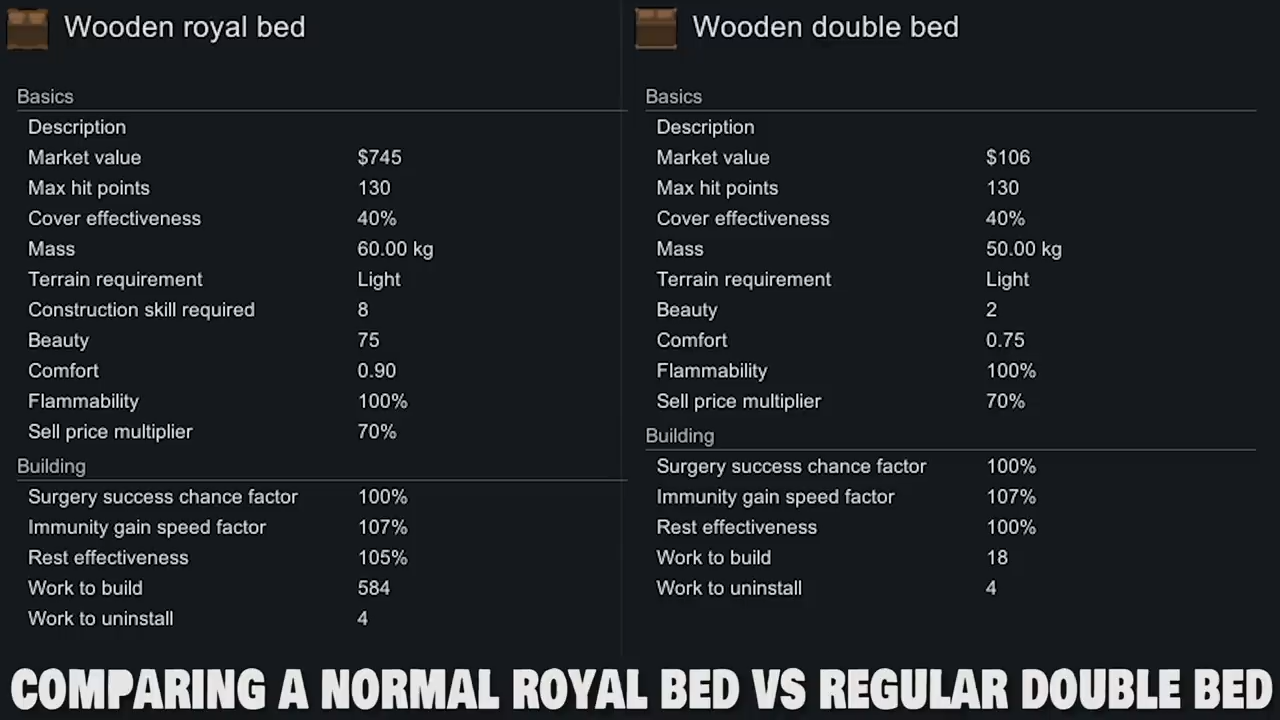 Wooden royal bed
Basics
Description
Market value $745
Max hit points 130
Cover effectiveness 40%
Mass 60.00 kg
Terrain requirement Light
Construction skill required 8
Beauty 75
Comfort 0.90
Flammability 100%
Sell price multiplier 70%
Building
Surgery success chance factor 100%
Immunity gain speed factor 107%
Rest effectiveness 105%
Work to build 584
Work to uninstall 4
Wooden double bed
Basics
Description
Market value $106
Max hit points 130
Cover effectiveness 40%
Mass 50.00 kg
Terrain requirement Light
Beauty 2
Comfort 0.75
Flammability 100%
Sell price multiplier 70%
Building
Surgery success chance factor 100%
Immunity gain speed factor 107%
Rest effectiveness 100%
Work to build 18
Work to uninstall 4
COMPARING A NORMAL ROYAL BED VS REGULAR DOUBLE BED